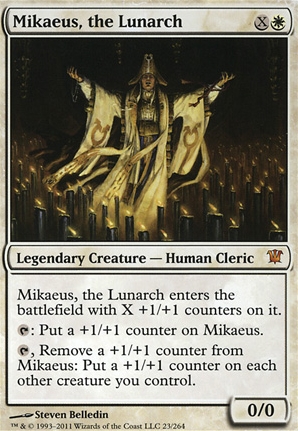 Mikaeus, the Lunarch X
Legendary Creature — Human Cleric
Mikaeus, the Lunarch enters the
battlefield with X +1/+1 counters on it.
: Put a +1/+1 counter on Mikaeus.
, Remove a +1/+1 counter from
Mikaeus: Put a +1/+1 counter on each
other creature you control.
0/0
Steven Belledin
™ & © 1993–2011 Wizards of the Coast LLC 23/264